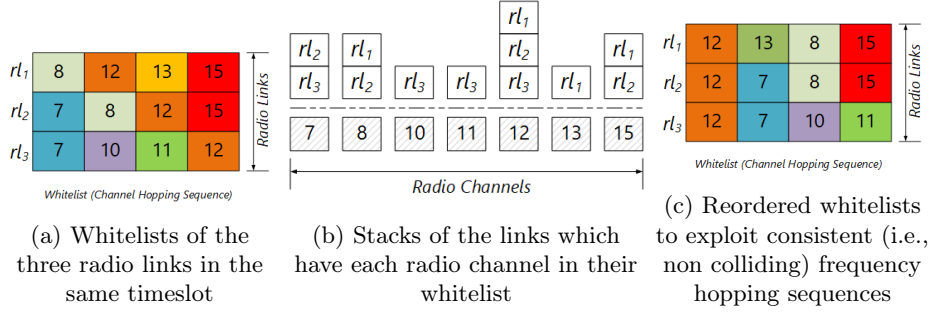 rl1 8 12 13 15
rl2 7 8 12 15
rl3 7 10 11 12
Radio Links
Whitelist (Channel Hopping Sequence)
(a) Whitelists of the
three radio links in the
same timeslot
rl1
rl2 rl1 rl2 rl1
rl3 rl2 rl3 rl3 rl3 rl1 rl2
7 8 10 11 12 13 15
Radio Channels
(b) Stacks of the links which
have each radio channel in their
whitelist
rl1 12 13 8 15
rl2 12 7 8 15
rl3 12 7 10 11
Radio Links
Whitelist (Channel Hopping Sequence)
(c) Reordered whitelists
to exploit consistent (i.e.,
non colliding) frequency
hopping sequences